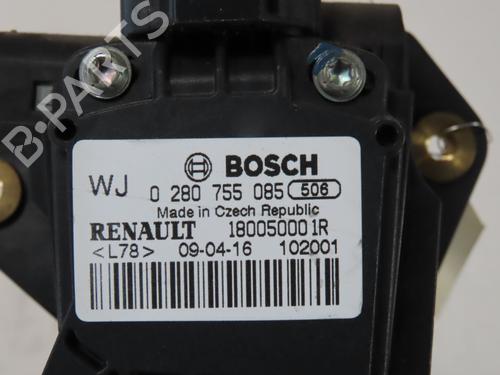 B-PARTS
BOSCH
WJ 0 280 755 085 506
Made in Czech Republic
RENAULT 180050001R
<L78> 09-04-16 102001